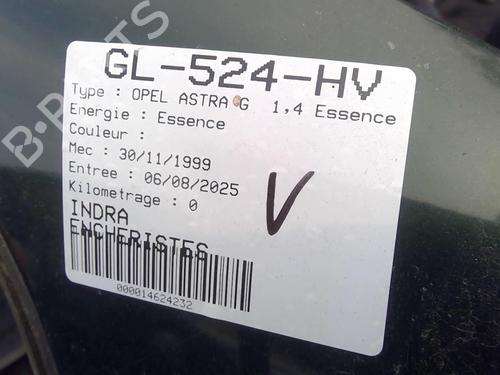 GL-524-HV
Type : OPEL ASTRA G 1,4 Essence
Energie : Essence
Couleur :
Mec : 30/11/1999
Entree : 06/08/2025
Kilometrage : 0
INDRA
ENCHERISTES
000014624232
V